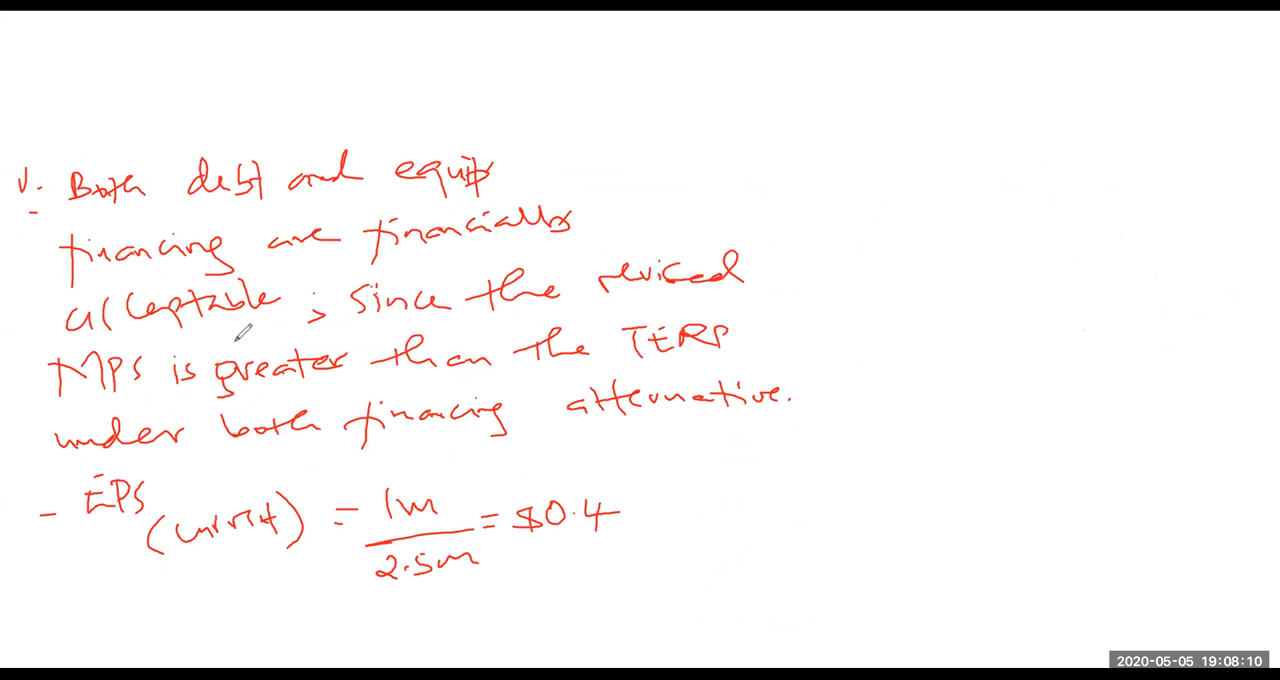 v. Both debt and equity
financing are financially
acceptable, since the revised
MPS is greater than the TERP
under both financing alternative.
- EPS (current) = 1m / 2.5m = $0.4
2020-05-05 19:08:10